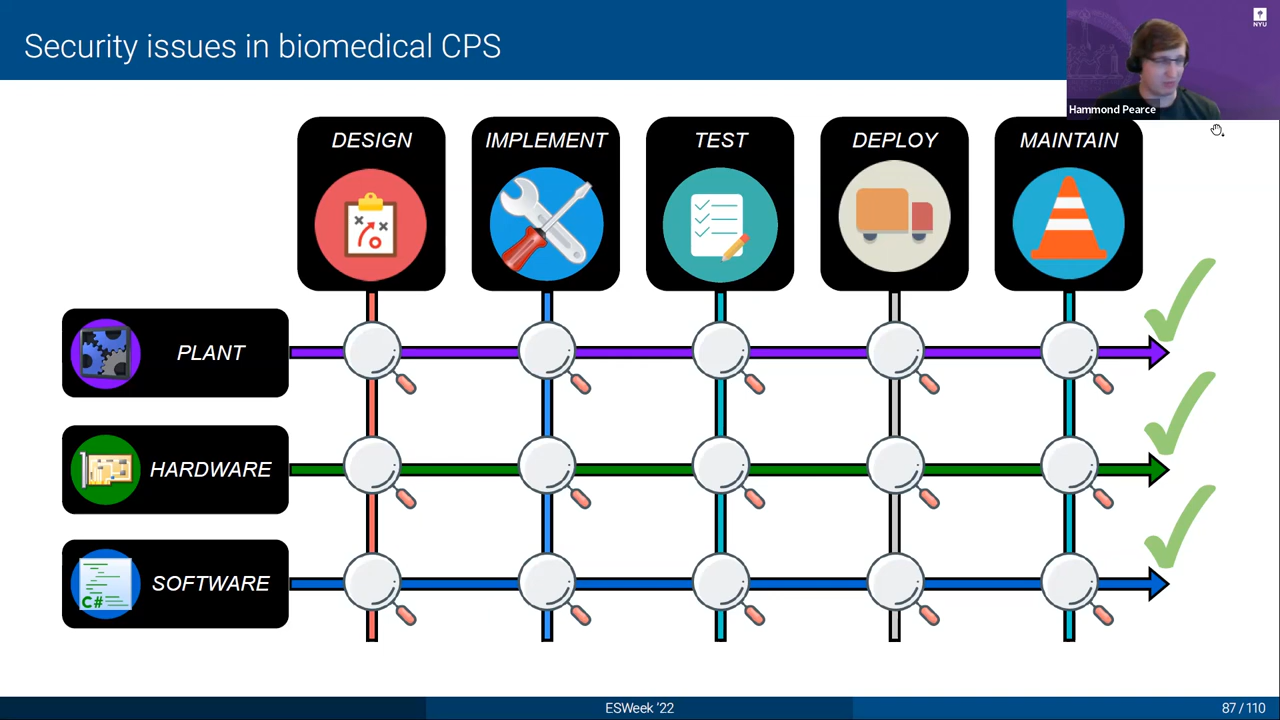 Security issues in biomedical CPS
NYU
Hammond Pearce
DESIGN
IMPLEMENT
TEST
DEPLOY
MAINTAIN
PLANT
HARDWARE
C#
SOFTWARE
ESWeek '22
87 / 110